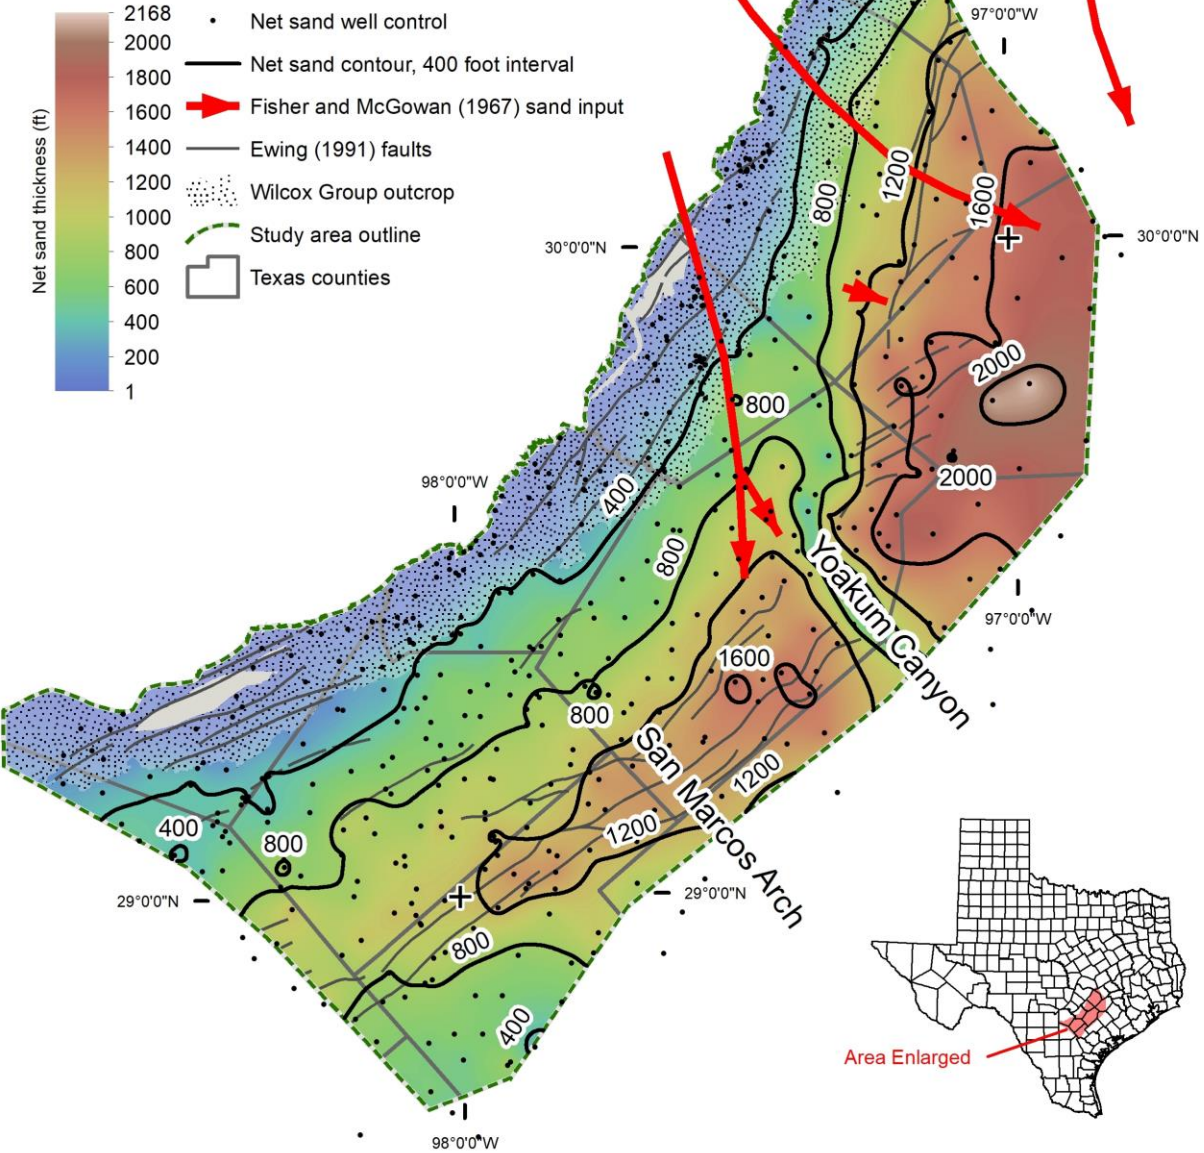 2168
2000
1800
1600
1400
1200
1000
800
600
400
200
1
Net sand thickness (ft)
Net sand well control
Net sand contour, 400 foot interval
Fisher and McGowan (1967) sand input
Ewing (1991) faults
Wilcox Group outcrop
Study area outline
Texas counties
97°0'0"W
30°0'0"N
30°0'0"N
800
1200
1600
2000
800
98°0'0"W
400
2000
800
Yoakum Canyon
97°0'0"W
1600
800
San Marcos Arch
1200
1200
400
800
29°0'0"N
29°0'0"N
800
400
Area Enlarged
98°0'0"W